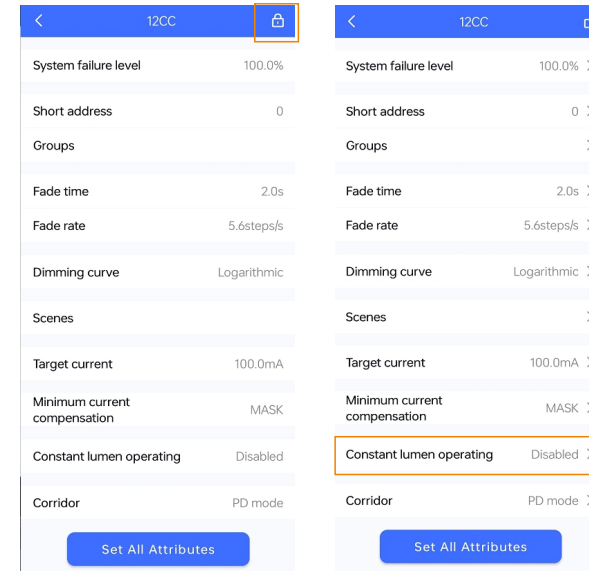 12CC
System failure level 100.0%
Short address 0
Groups
Fade time 2.0s
Fade rate 5.6steps/s
Dimming curve Logarithmic
Scenes
Target current 100.0mA
Minimum current
compensation MASK
Constant lumen operating Disabled
Corridor PD mode
Set All Attributes
12CC
System failure level 100.0%
Short address 0
Groups
Fade time 2.0s
Fade rate 5.6steps/s
Dimming curve Logarithmic
Scenes
Target current 100.0mA
Minimum current
compensation MASK
Constant lumen operating Disabled
Corridor PD mode
Set All Attributes